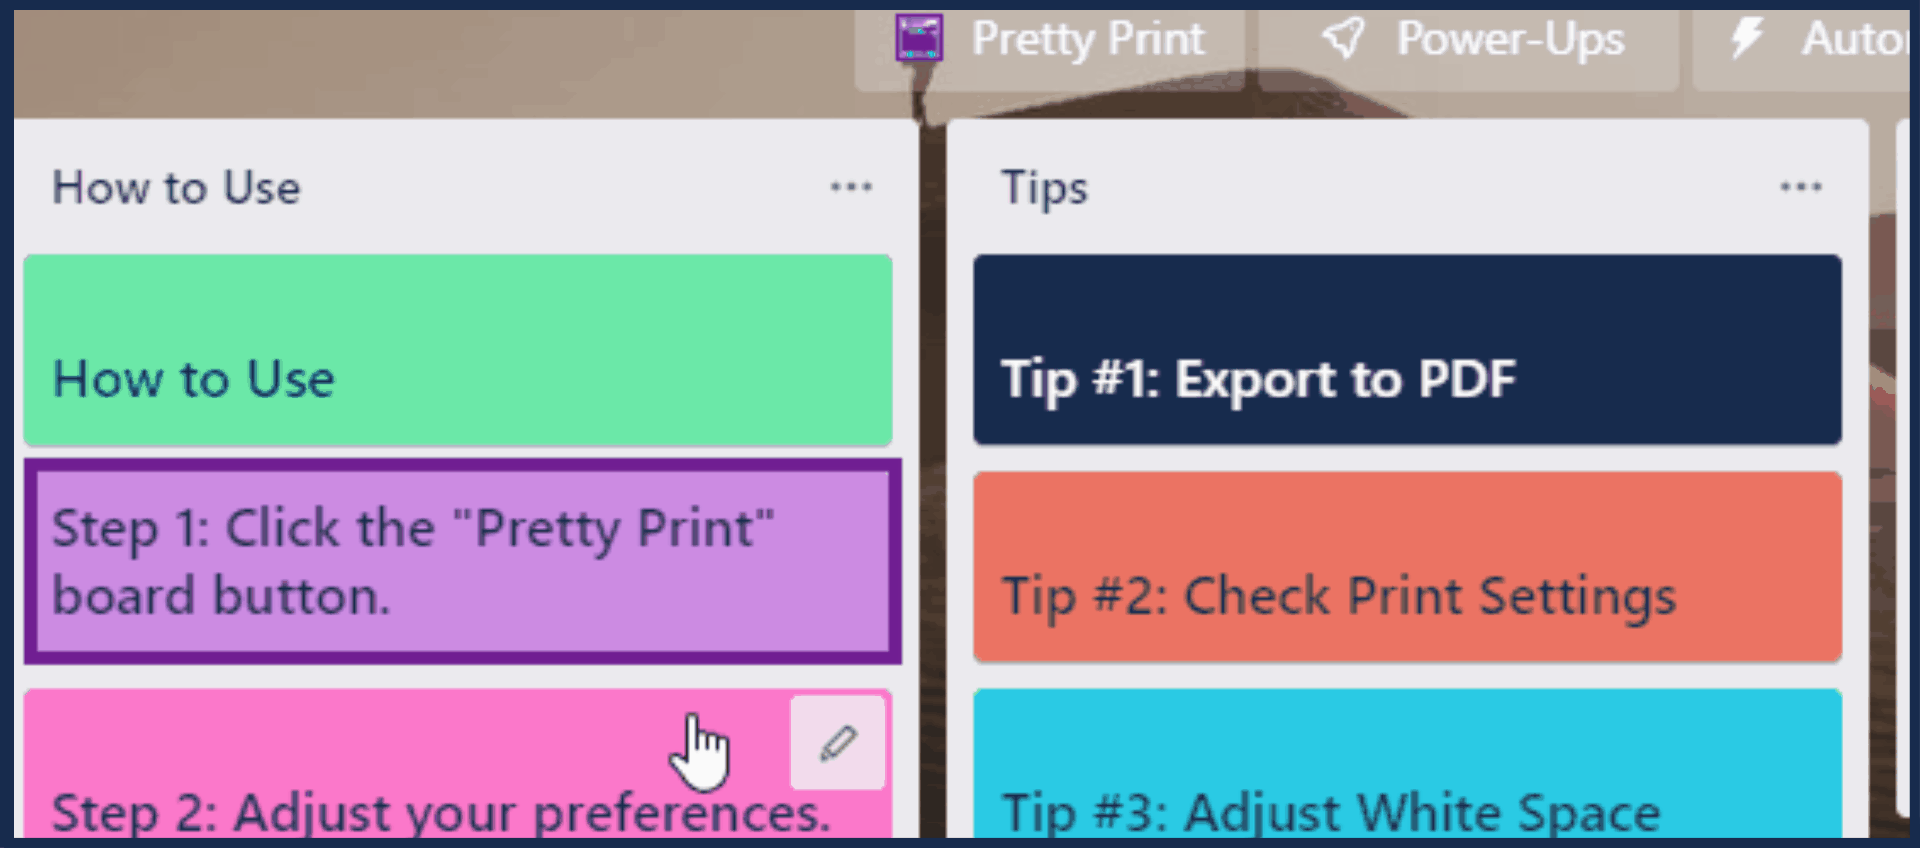 Pretty Print
Power-Ups
How to Use
How to Use
Step 1: Click the "Pretty Print"
board button.
Step 2: Adjust your preferences.
Tips
Tip #1: Export to PDF
Tip #2: Check Print Settings
Tip #3: Adjust White Space